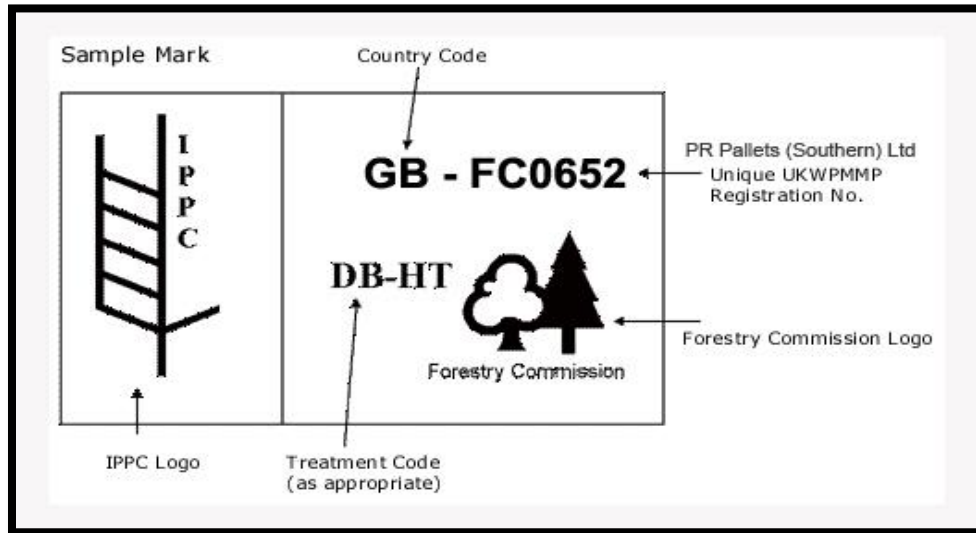 Sample Mark
Country Code
I
P
P
C
GB - FC0652
PR Pallets (Southern) Ltd
Unique UKWPMMP
Registration No.
DB-HT
Forestry Commission
Forestry Commission Logo
IPPC Logo
Treatment Code
(as appropriate)